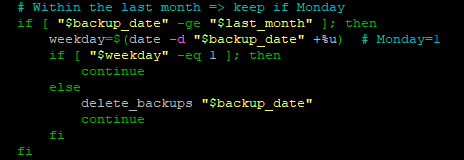 # Within the last month => keep if Monday
if [ "$backup_date" -ge "$last_month" ]; then
weekday=$(date -d "$backup_date" +%u)  # Monday=1
if [ "$weekday" -eq 1 ]; then
continue
else
delete_backups "$backup_date"
continue
fi
fi